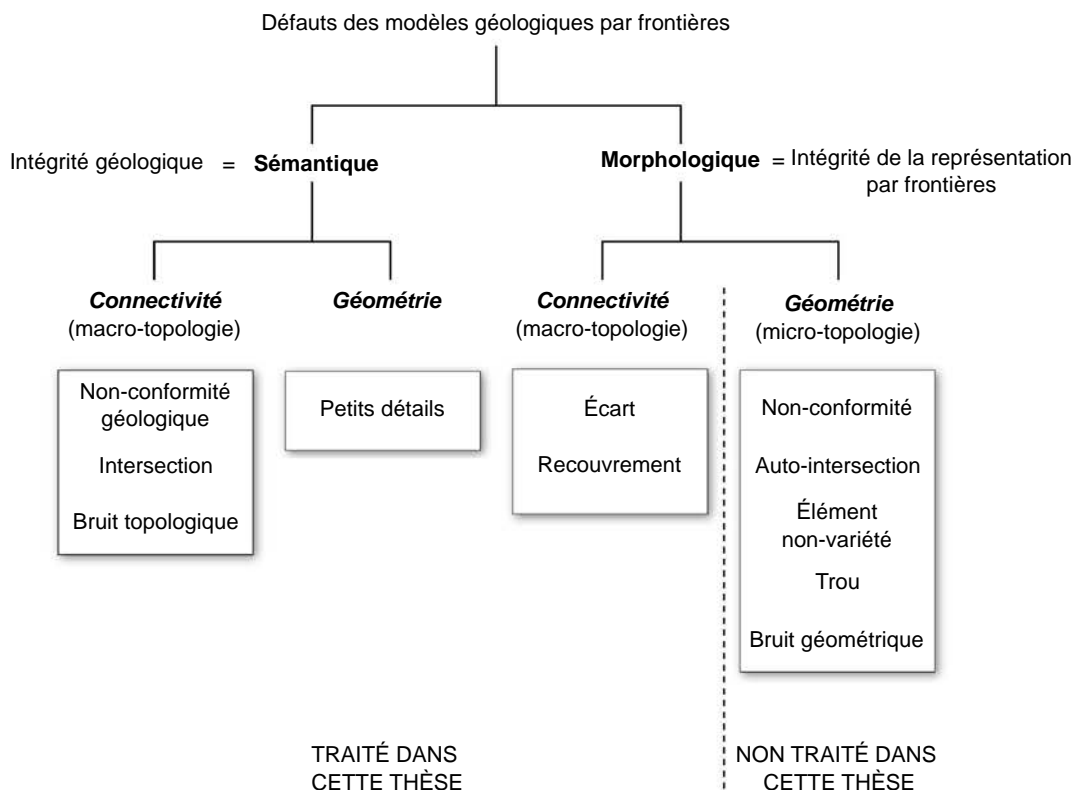 Défauts des modèles géologiques par frontières
Intégrité géologique = Sémantique
Morphologique = Intégrité de la représentation
par frontières
Connectivité
(macro-topologie)
Géométrie
Connectivité
(macro-topologie)
Géométrie
(micro-topologie)
Non-conformité
géologique
Intersection
Bruit topologique
Petits détails
Écart
Recouvrement
Non-conformité
Auto-intersection
Élément
non-variété
Trou
Bruit géométrique
TRAITÉ DANS
CETTE THÈSE
NON TRAITÉ DANS
CETTE THÈSE